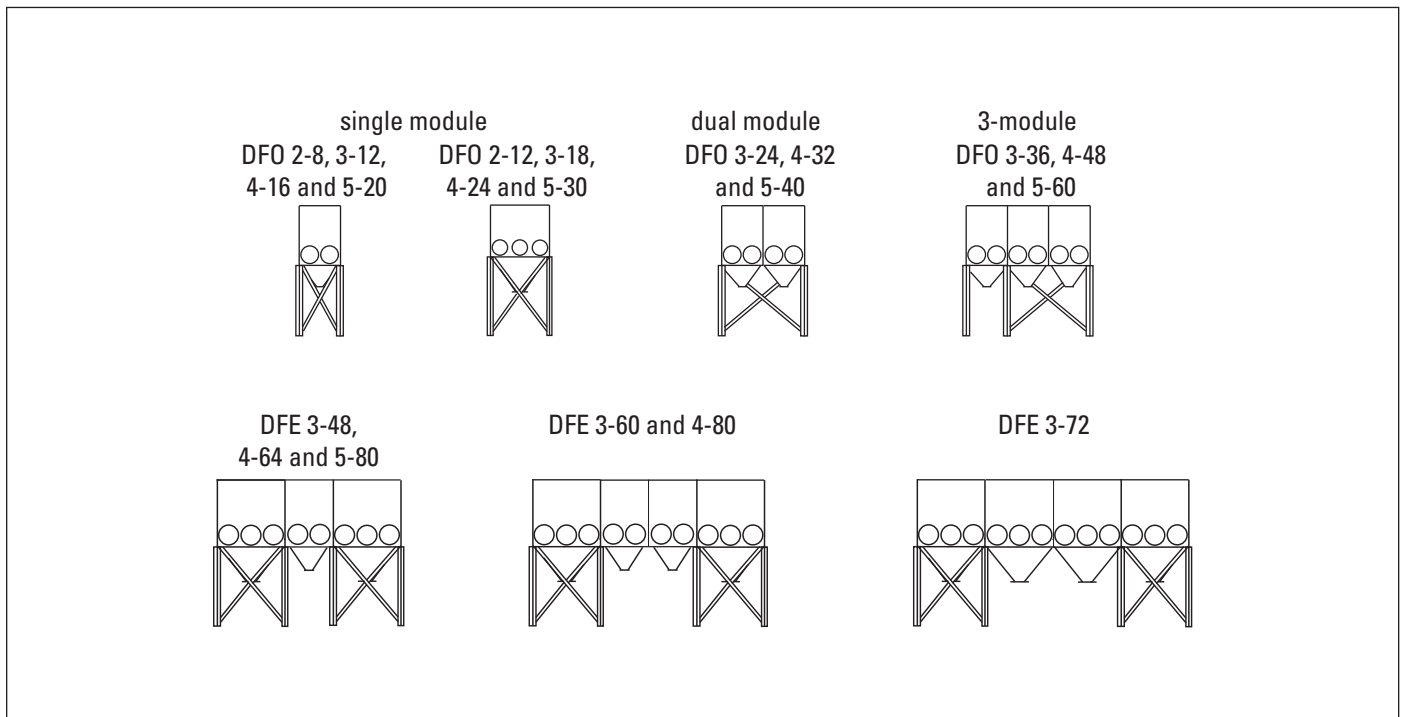 single module
DFO 2-8, 3-12,
4-16 and 5-20
DFO 2-12, 3-18,
4-24 and 5-30
dual module
DFO 3-24, 4-32
and 5-40
3-module
DFO 3-36, 4-48
and 5-60
DFE 3-48,
4-64 and 5-80
DFE 3-60 and 4-80
DFE 3-72